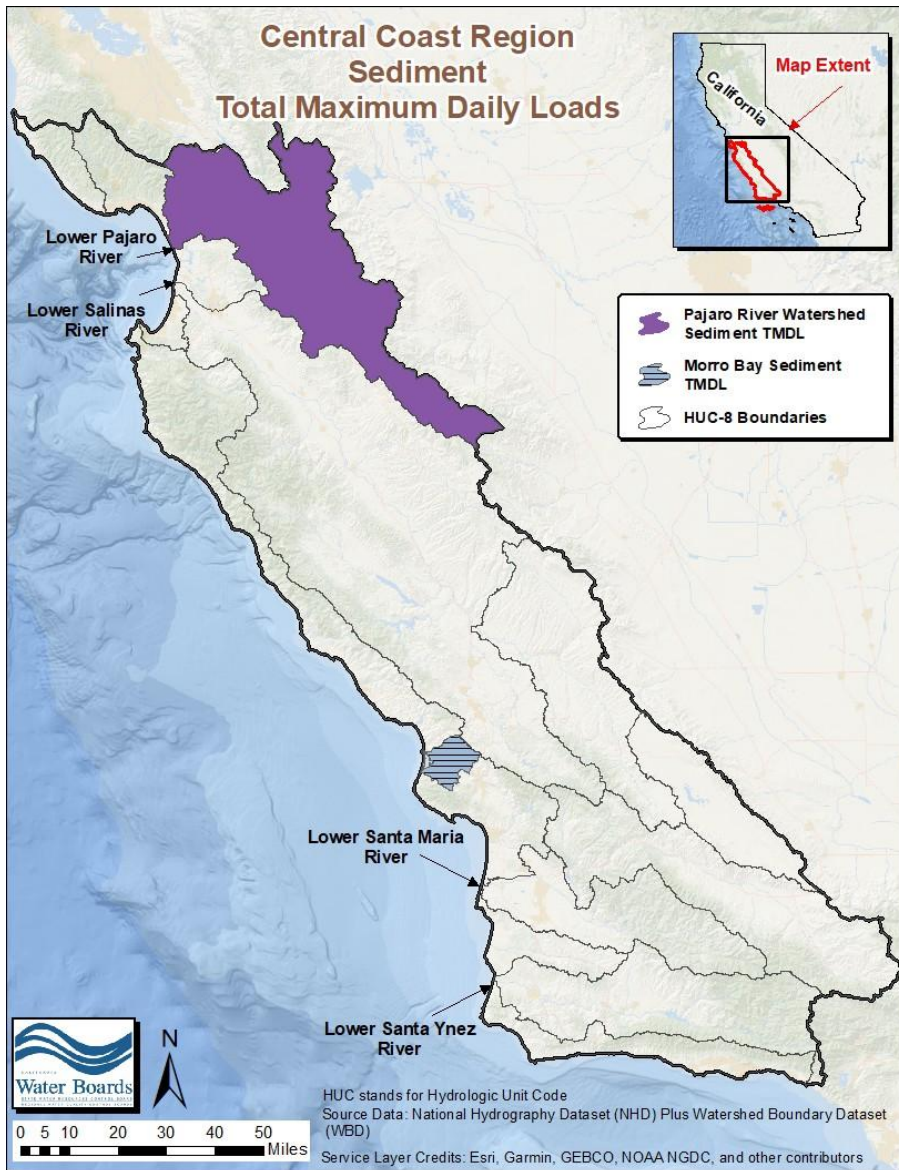 Central Coast Region
Sediment
Total Maximum Daily Loads
California
Map Extent
Lower Pajaro
River
Lower Salinas
River
Pajaro River Watershed
Sediment TMDL
Morro Bay Sediment
TMDL
HUC-8 Boundaries
Lower Santa Maria
River
Lower Santa Ynez
River
CALIFORNIA
Water Boards
N
0 5 10 20 30 40 50
Miles
HUC stands for Hydrologic Unit Code
Source Data: National Hydrography Dataset (NHD) Plus Watershed Boundary Dataset
(WBD)
Service Layer Credits: Esri, Garmin, GEBCO, NOAA NGDC, and other contributors